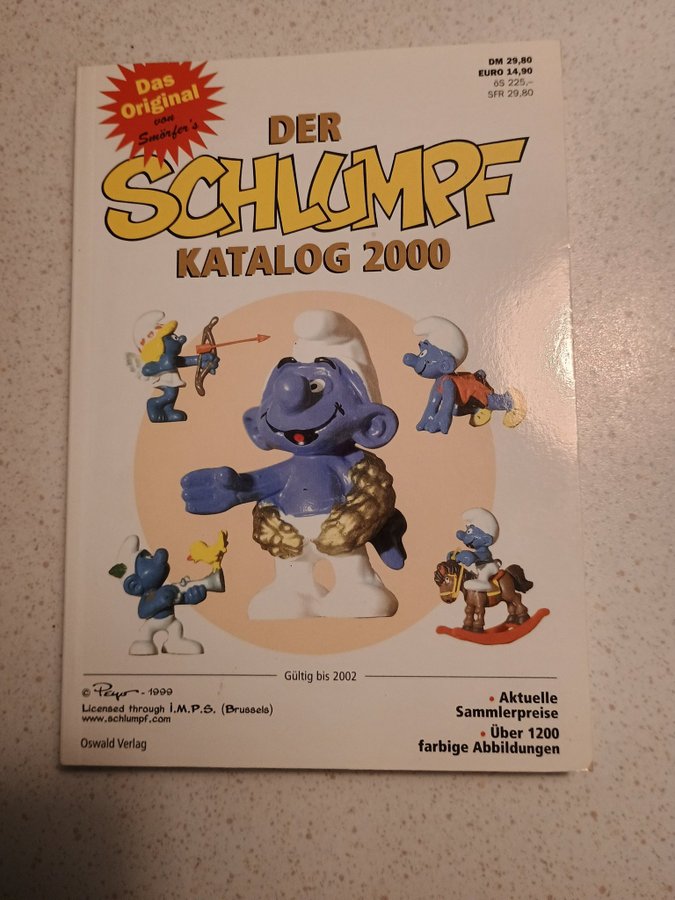 Das
Original
von
Smörfer's
DM 29,80
EURO 14,90
öS 225,–
SFR 29,80
DER
SCHLUMPF
KATALOG 2000
Gültig bis 2002
© Peyo - 1999
Licensed through I.M.P.S. (Brussels)
www.schlumpf.com
Oswald Verlag
• Aktuelle
Sammlerpreise
• Über 1200
farbige Abbildungen